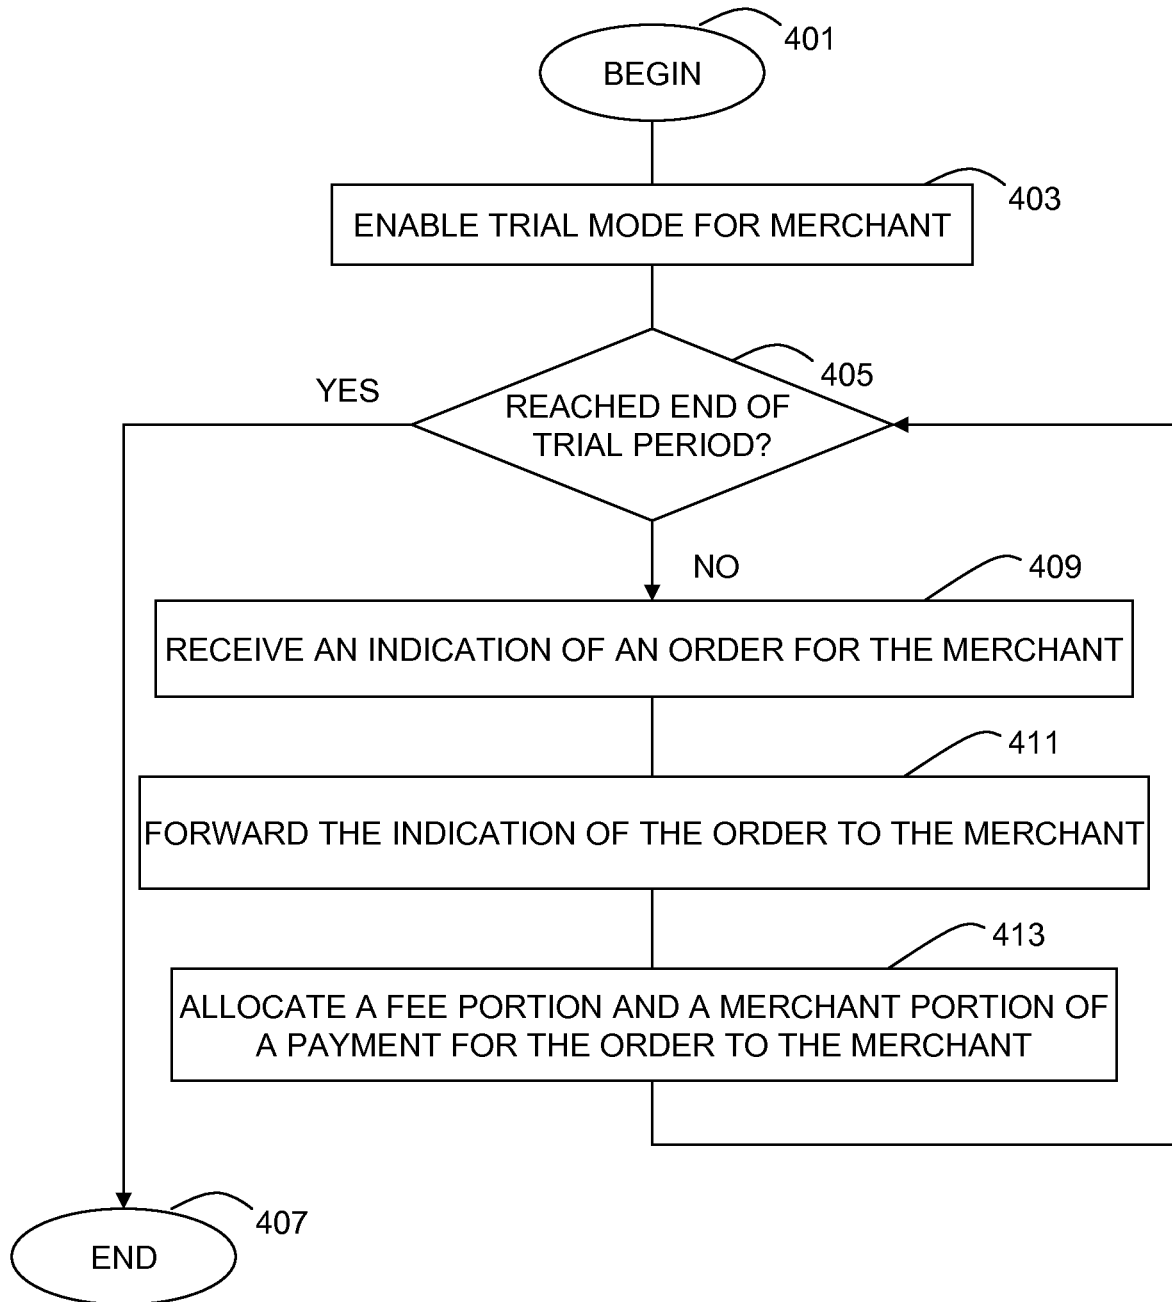 401
BEGIN
403
ENABLE TRIAL MODE FOR MERCHANT
405
YES
REACHED END OF
TRIAL PERIOD?
NO
409
RECEIVE AN INDICATION OF AN ORDER FOR THE MERCHANT
411
FORWARD THE INDICATION OF THE ORDER TO THE MERCHANT
413
ALLOCATE A FEE PORTION AND A MERCHANT PORTION OF
A PAYMENT FOR THE ORDER TO THE MERCHANT
407
END